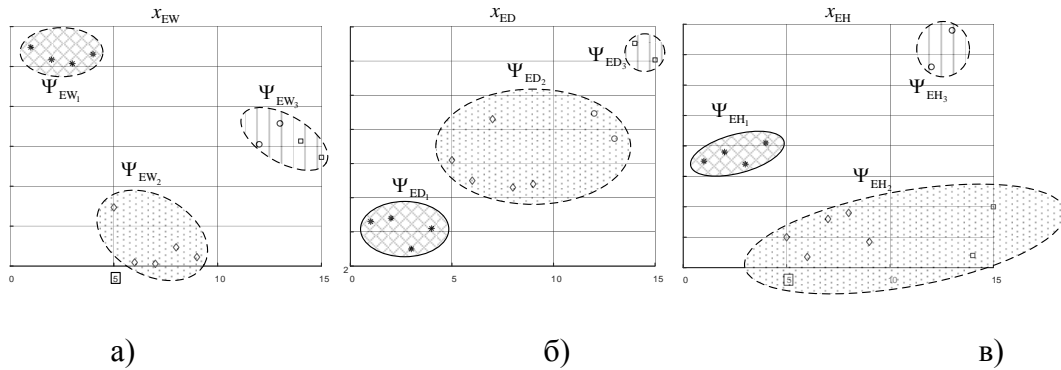 x_EW x_ED x_EH
Ψ_EW₁ Ψ_EW₃ Ψ_EW₂
Ψ_ED₂ Ψ_ED₃ Ψ_ED₁
Ψ_EH₃ Ψ_EH₁ Ψ_EH₂
0 5 10 15
2 0 5 10 15
0 5 10 15
а) б) в)